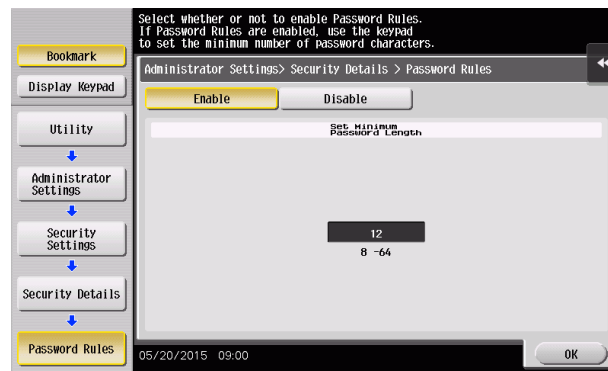 Select whether or not to enable Password Rules.
If Password Rules are enabled, use the keypad
to set the minimum number of password characters.
Bookmark
Display Keypad
Utility
Administrator
Settings
Security
Settings
Security Details
Password Rules
Administrator Settings> Security Details > Password Rules
Enable
Disable
Set Minimum
Password Length
12
8 -64
05/20/2015 09:00
OK